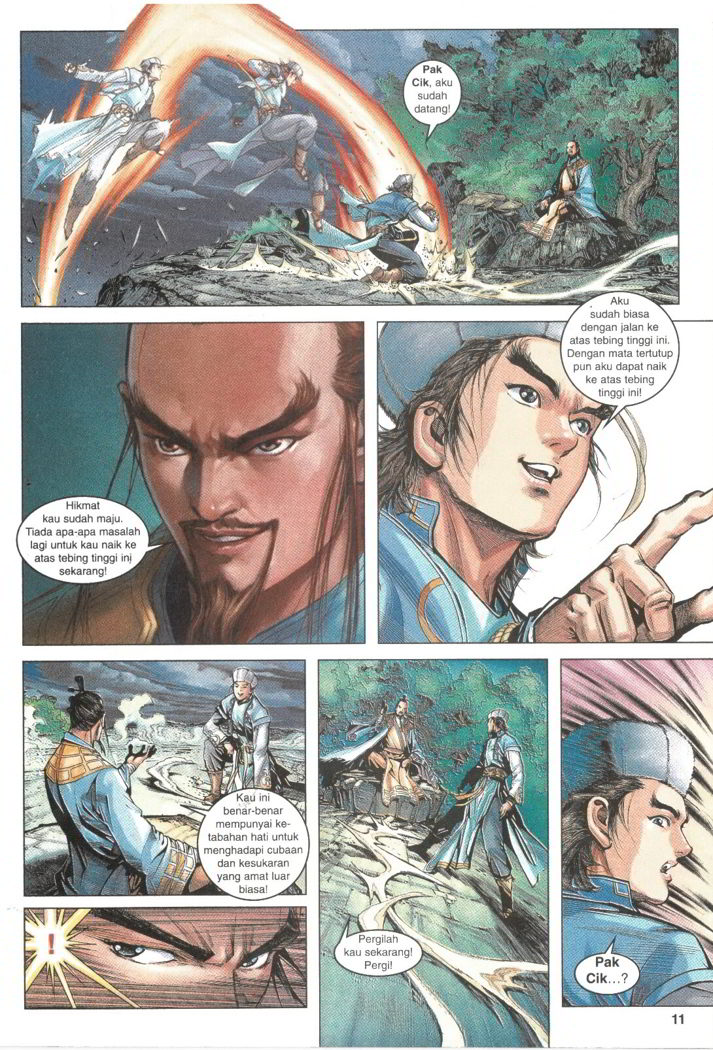 Pak
Cik, aku
sudah
datang!
Hikmat
kau sudah maju.
Tiada apa-apa masalah
lagi untuk kau naik ke
atas tebing tinggi ini
sekarang!
Aku
sudah biasa
dengan jalan ke
atas tebing tinggi ini.
Dengan mata tertutup
pun aku dapat naik
ke atas tebing
tinggi ini!
Kau ini
benar-benar
mempunyai ke-
tabahan hati untuk
menghadapi cubaan
dan kesukaran
yang amat luar
biasa!
!
Pergilah
kau sekarang!
Pergi!
Pak
Cik...?
11